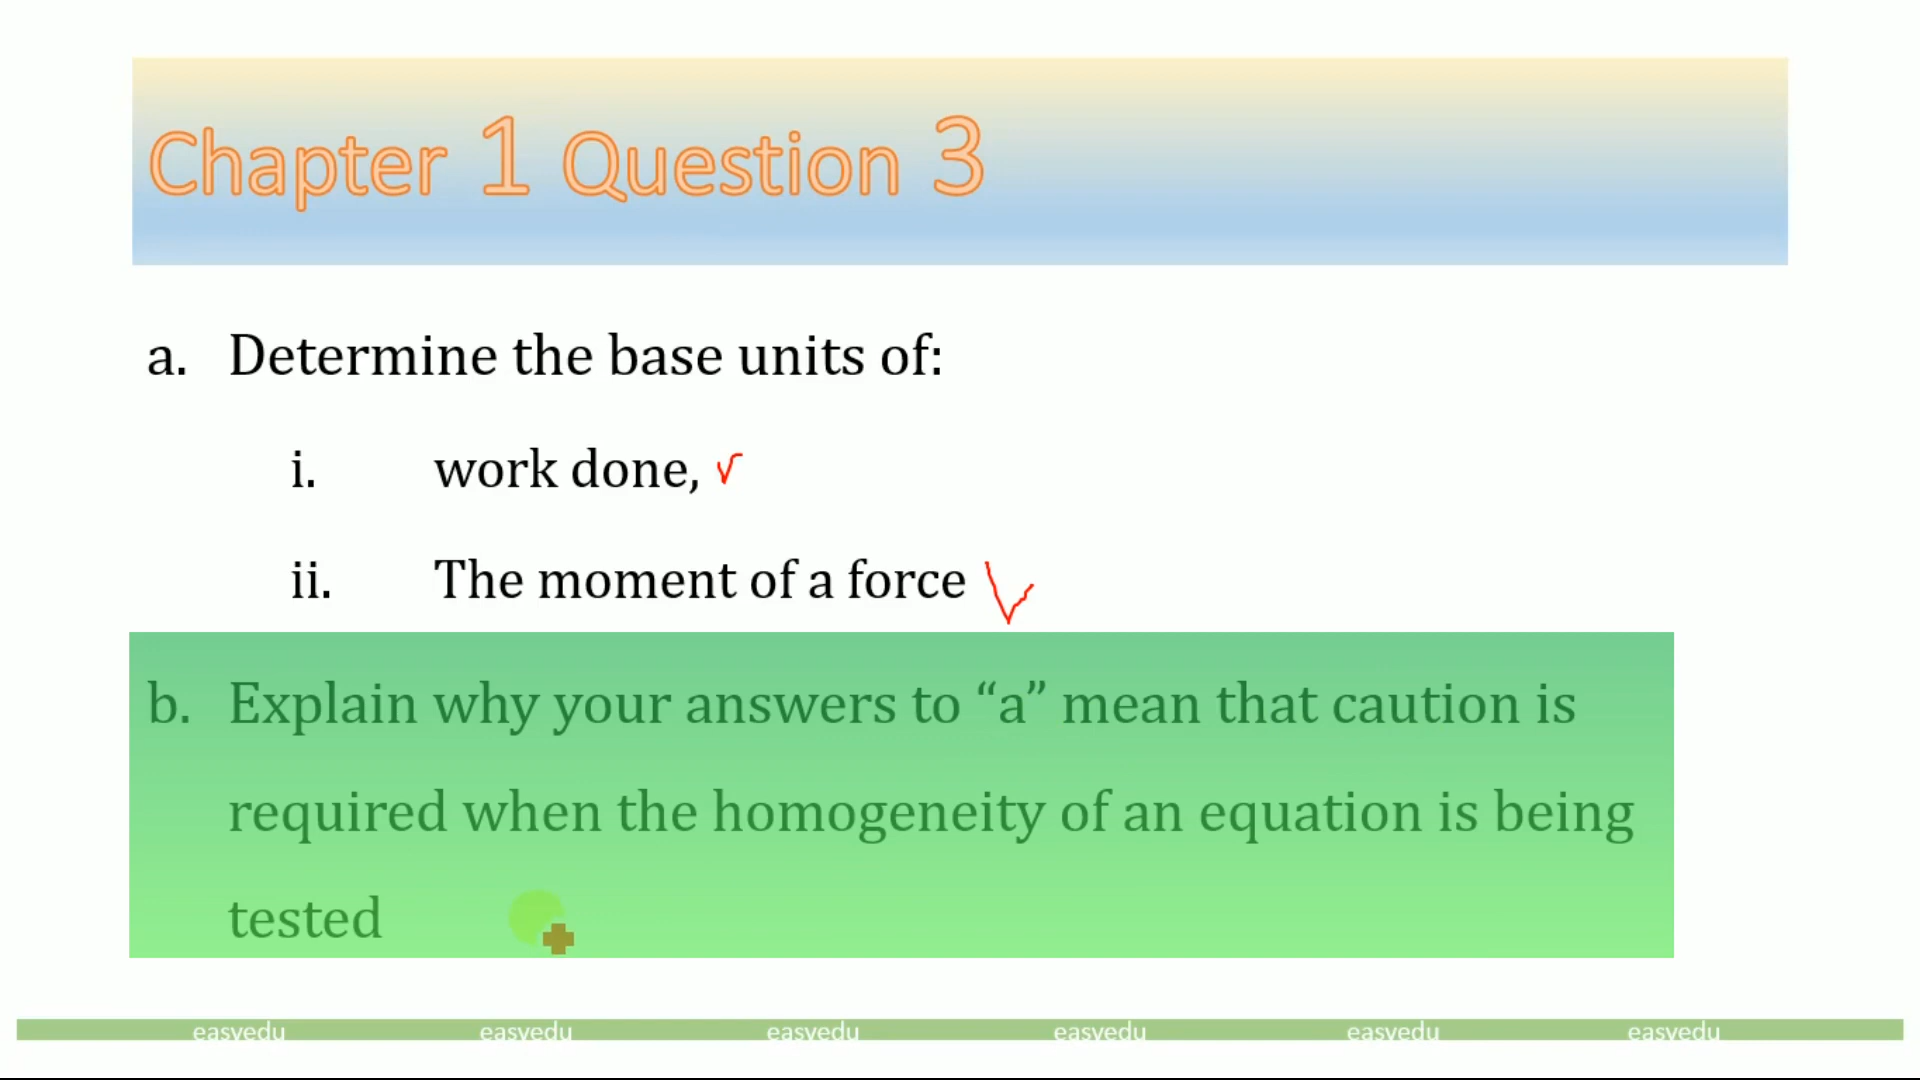 Chapter 1 Question 3
a. Determine the base units of:
i. work done,
ii. The moment of a force
b. Explain why your answers to “a” mean that caution is
required when the homogeneity of an equation is being
tested
easyedu easyedu easyedu easyedu easyedu easyedu